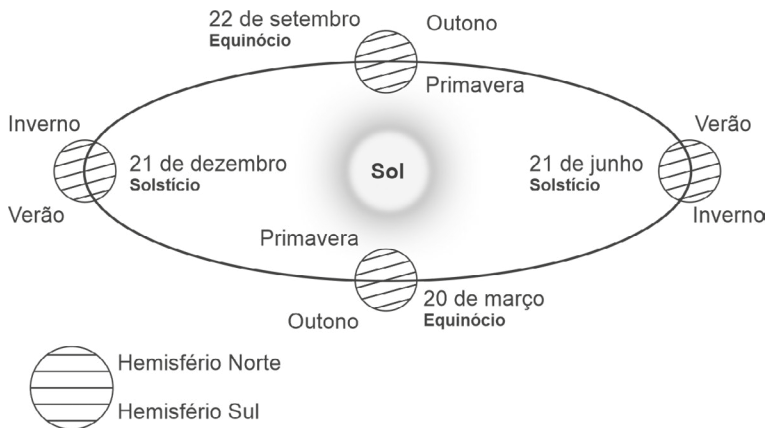 22 de setembro
Equinócio
Outono
Primavera
Inverno
21 de dezembro
Solstício
Verão
Sol
Verão
21 de junho
Solstício
Inverno
Primavera
Outono
20 de março
Equinócio
Hemisfério Norte
Hemisfério Sul